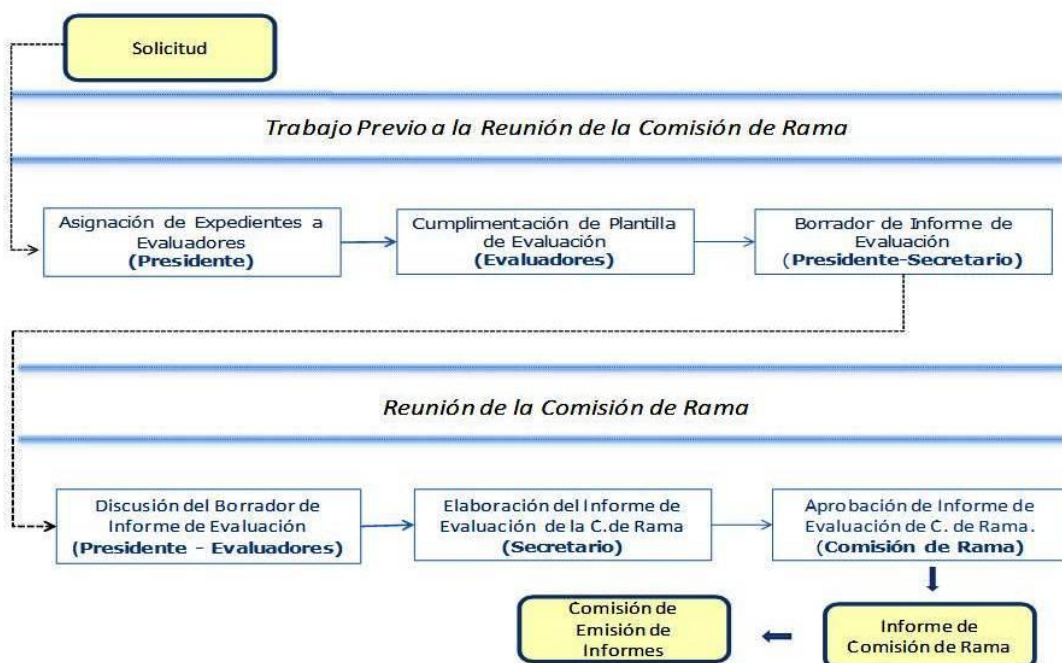 Solicitud
Trabajo Previo a la Reunión de la Comisión de Rama
Asignación de Expedientes a
Evaluadores
(Presidente)
Cumplimentación de Plantilla
de Evaluación
(Evaluadores)
Borrador de Informe de
Evaluación
(Presidente-Secretario)
Reunión de la Comisión de Rama
Discusión del Borrador de
Informe de Evaluación
(Presidente - Evaluadores)
Elaboración del Informe de
Evaluación de la C. de Rama
(Secretario)
Aprobación de Informe de
Evaluación de C. de Rama.
(Comisión de Rama)
Comisión de
Emisión de
Informes
Informe de
Comisión de Rama